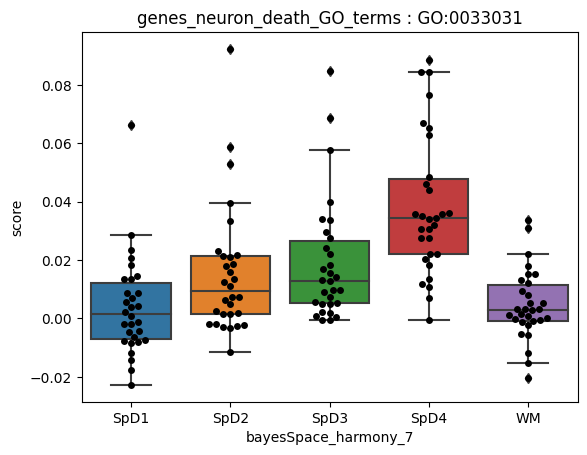 genes_neuron_death_GO_terms : GO:0033031
0.08
0.06
0.04
0.02
0.00
−0.02
score
SpD1 SpD2 SpD3 SpD4 WM
bayesSpace_harmony_7